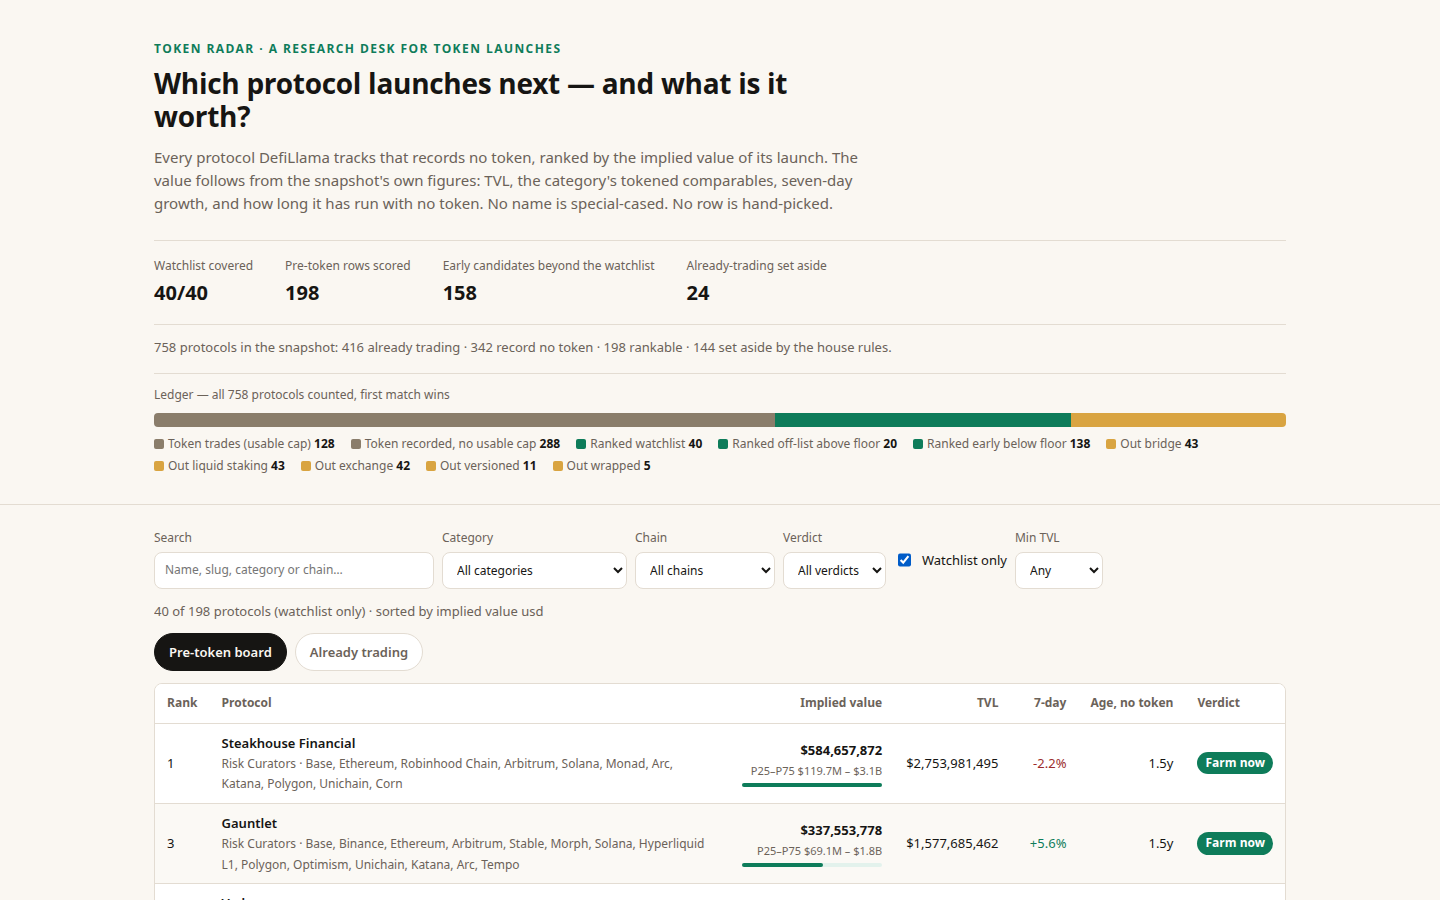 TOKEN RADAR · A RESEARCH DESK FOR TOKEN LAUNCHES
Which protocol launches next — and what is it
worth?
Every protocol DefiLlama tracks that records no token, ranked by the implied value of its launch. The
value follows from the snapshot's own figures: TVL, the category's tokened comparables, seven-day
growth, and how long it has run with no token. No name is special-cased. No row is hand-picked.
Watchlist covered
40/40
Pre-token rows scored
198
Early candidates beyond the watchlist
158
Already-trading set aside
24
758 protocols in the snapshot: 416 already trading · 342 record no token · 198 rankable · 144 set aside by the house rules.
Ledger — all 758 protocols counted, first match wins
Token trades (usable cap) 128 Token recorded, no usable cap 288 Ranked watchlist 40 Ranked off-list above floor 20 Ranked early below floor 138 Out bridge 43
Out liquid staking 43 Out exchange 42 Out versioned 11 Out wrapped 5
Search
Name, slug, category or chain...
Category
All categories
Chain
All chains
Verdict
All verdicts
Watchlist only
Min TVL
Any
40 of 198 protocols (watchlist only) · sorted by implied value usd
Pre-token board Already trading
Rank Protocol Implied value TVL 7-day Age, no token Verdict
1
Steakhouse Financial
Risk Curators · Base, Ethereum, Robinhood Chain, Arbitrum, Solana, Monad, Arc,
Katana, Polygon, Unichain, Corn
$584,657,872
P25–P75 $119.7M – $3.1B
$2,753,981,495
-2.2%
1.5y
Farm now
3
Gauntlet
Risk Curators · Base, Binance, Ethereum, Arbitrum, Stable, Morph, Solana, Hyperliquid
L1, Polygon, Optimism, Unichain, Katana, Arc, Tempo
$337,553,778
P25–P75 $69.1M – $1.8B
$1,577,685,462
+5.6%
1.5y
Farm now